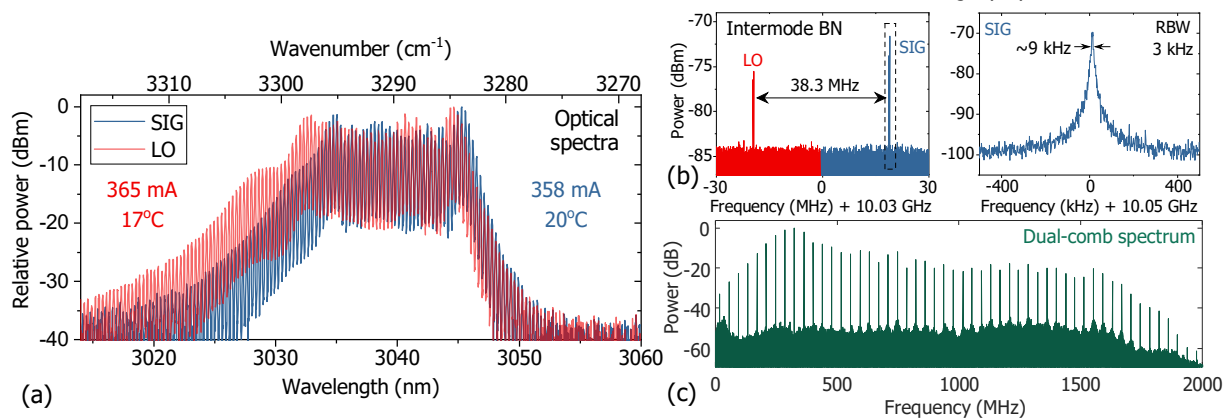 Wavenumber (cm⁻¹)
3310 3300 3290 3280 3270
0
-10
-20
-30
-40
Relative power (dBm)
SIG
LO
Optical
spectra
365 mA
17°C
358 mA
20°C
3020 3030 3040 3050 3060
Wavelength (nm)
(a)
Intermode BN
-70
-75
-80
-85
Power (dBm)
LO
SIG
38.3 MHz
-30 0 30
Frequency (MHz) + 10.03 GHz
(b)
SIG
RBW
3 kHz
~9 kHz
-70
-80
-90
-100
-500 0 500
Frequency (kHz) + 10.05 GHz
Dual-comb spectrum
0
-20
-40
-60
Power (dB)
0 500 1000 1500 2000
Frequency (MHz)
(c)